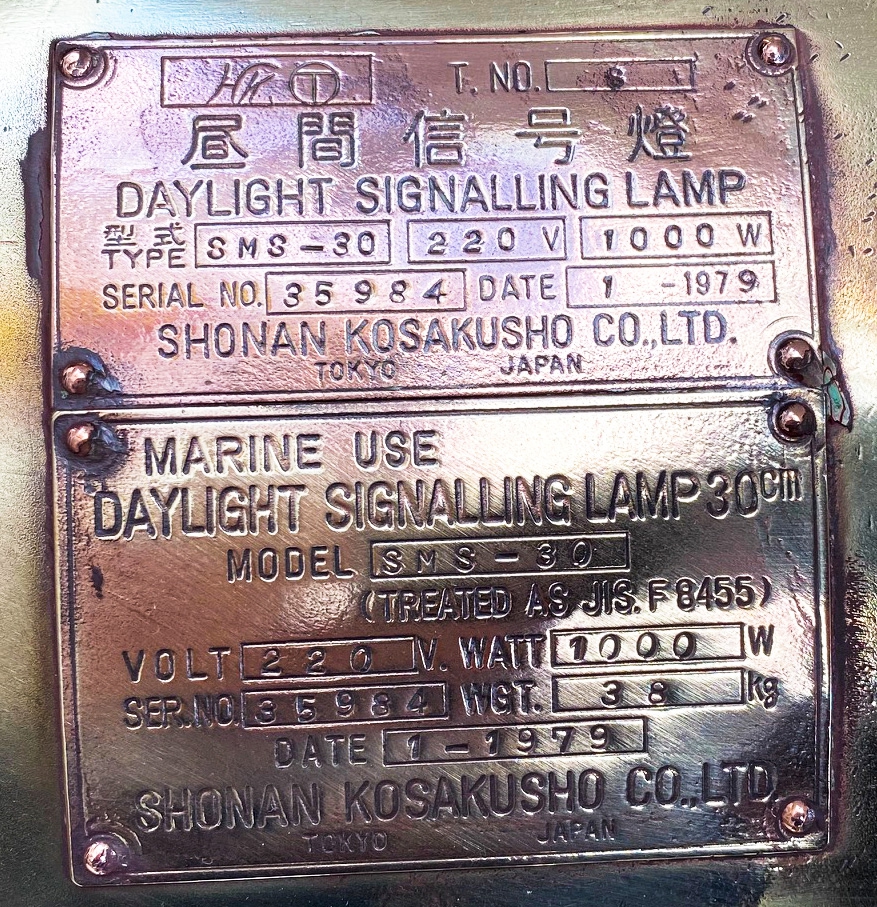 T. NO. S
昼間信号燈
DAYLIGHT SIGNALLING LAMP
型式 TYPE SMS-30 220 V 1000 W
SERIAL NO. 35984 DATE 1 -1979
SHONAN KOSAKUSHO CO.,LTD.
TOKYO JAPAN
MARINE USE
DAYLIGHT SIGNALLING LAMP 30cm
MODEL SMS-30
(TREATED AS JIS. F 8455)
VOLT 220 V. WATT 1000 W
SER. NO. 35984 WGT. 38 kg
DATE 1-1979
SHONAN KOSAKUSHO CO.,LTD
TOKYO JAPAN